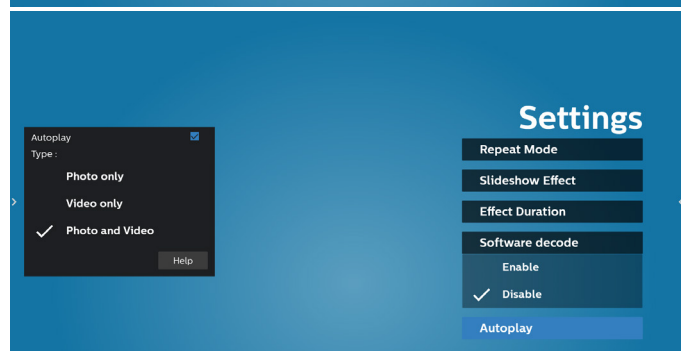 Settings
Autoplay
Type :
Photo only
Video only
Photo and Video
Help
Repeat Mode
Slideshow Effect
Effect Duration
Software decode
Enable
Disable
Autoplay